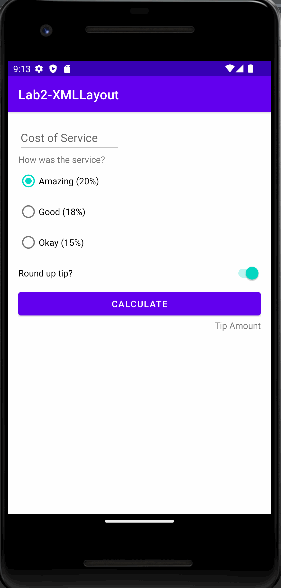 9:13
Lab2-XMLLayout
Cost of Service
How was the service?
Amazing (20%)
Good (18%)
Okay (15%)
Round up tip?
CALCULATE
Tip Amount